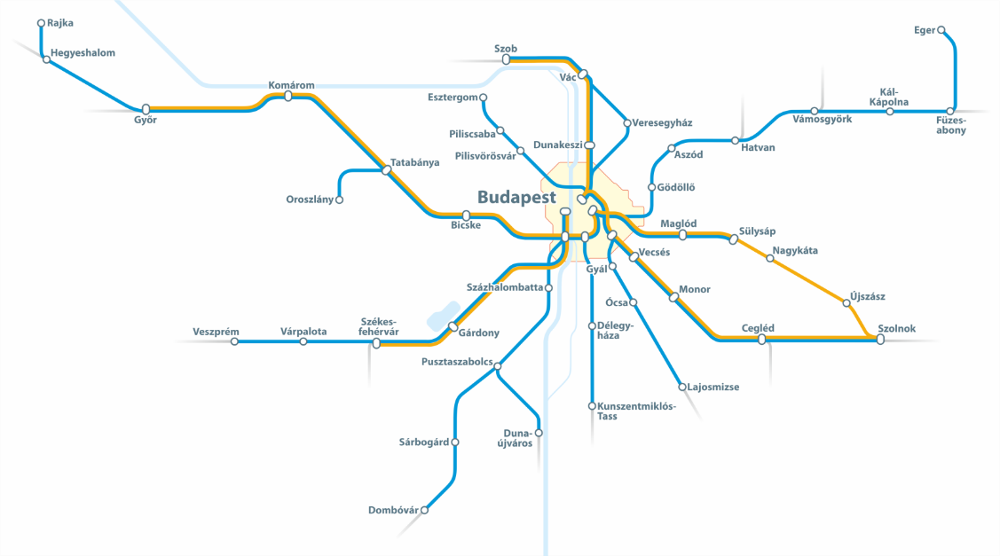 Rajka
Eger
Szob
Hegyeshalom
Vác
Komárom
Kál-
Kápolna
Esztergom
Győr
Veresegyház
Vámosgyörk
Füzes-
abony
Piliscsaba
Dunakeszi
Hatvan
Pilisvörösvár
Aszód
Tatabánya
Oroszlány
Budapest
Gödöllő
Bicske
Maglód
Sülysáp
Vecsés
Nagykáta
Gyál
Százhalombatta
Monor
Újszász
Ócsa
Székes-
fehérvár
Veszprém
Várpalota
Gárdony
Délegy-
háza
Cegléd
Szolnok
Pusztaszabolcs
Lajosmizse
Kunszentmiklós-
Tass
Sárbogárd
Duna-
újváros
Dombóvár